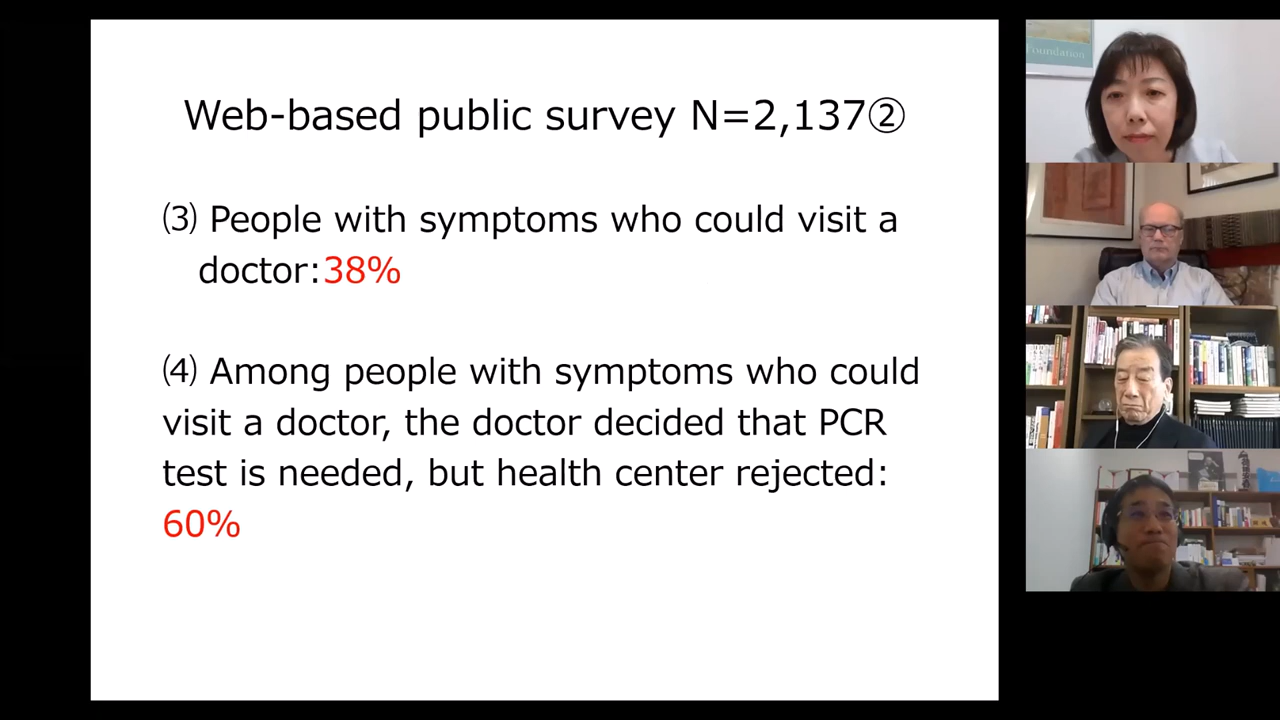 Web-based public survey N=2,137②
⑶ People with symptoms who could visit a
doctor:38%
⑷ Among people with symptoms who could
visit a doctor, the doctor decided that PCR
test is needed, but health center rejected:
60%
Foundation